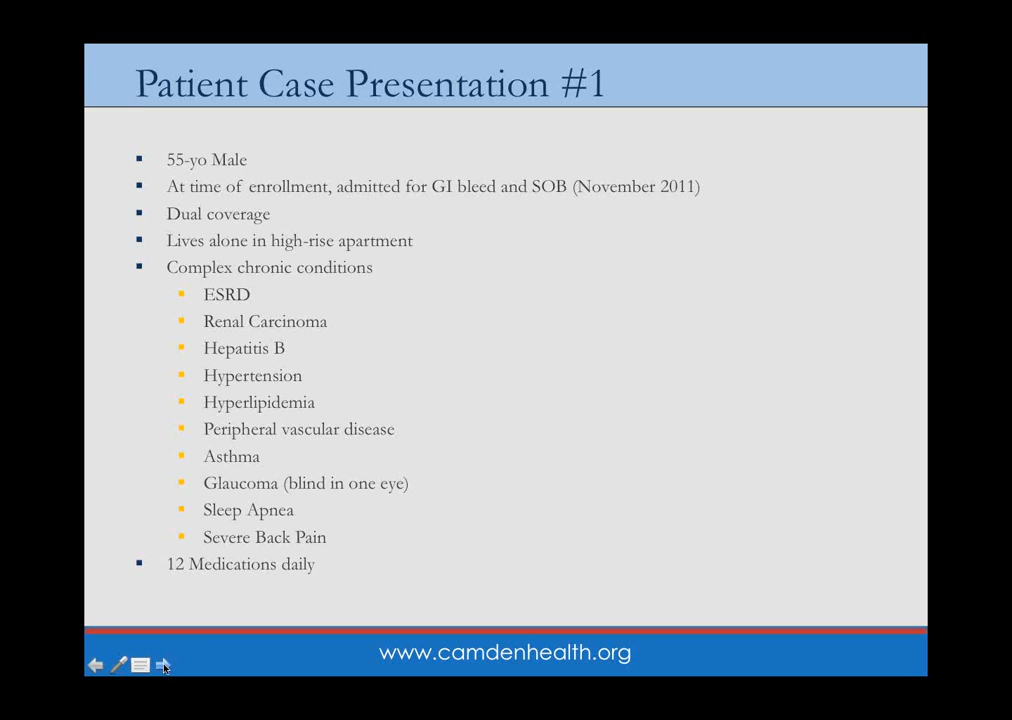 Patient Case Presentation #1
55-yo Male
At time of enrollment, admitted for GI bleed and SOB (November 2011)
Dual coverage
Lives alone in high-rise apartment
Complex chronic conditions
ESRD
Renal Carcinoma
Hepatitis B
Hypertension
Hyperlipidemia
Peripheral vascular disease
Asthma
Glaucoma (blind in one eye)
Sleep Apnea
Severe Back Pain
12 Medications daily
www.camdenhealth.org